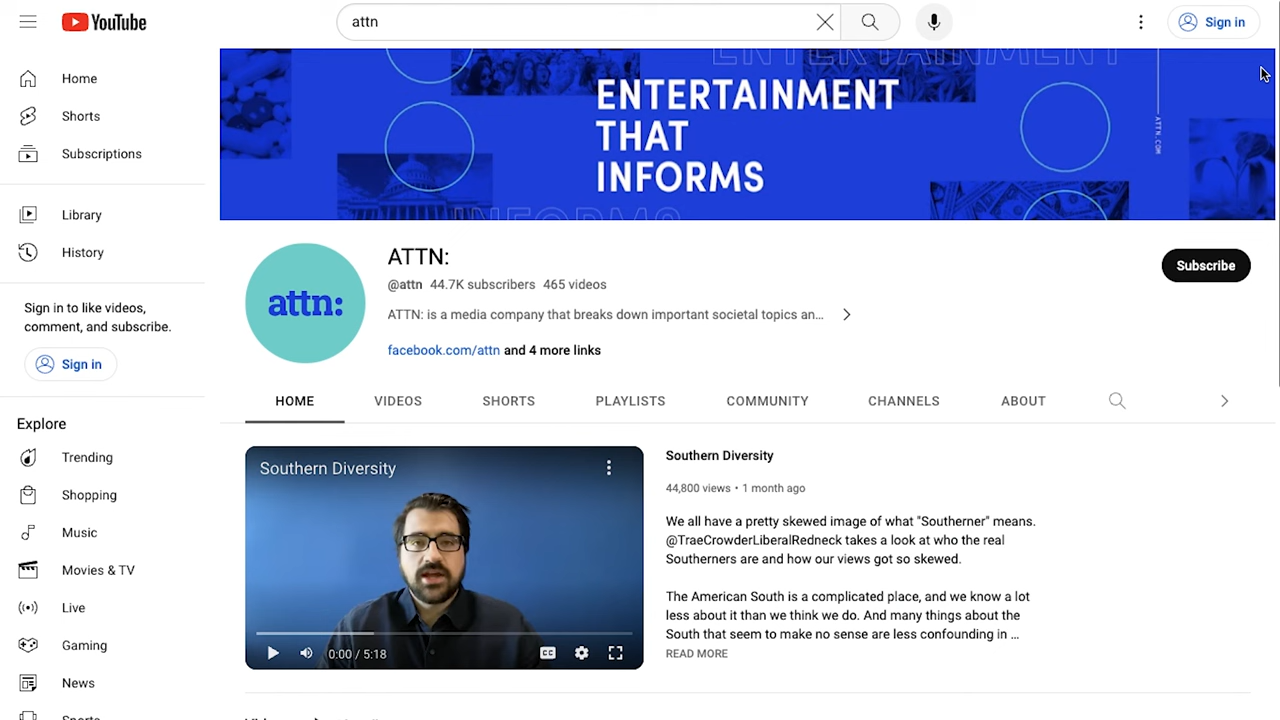 YouTube
attn
Sign in
Home
Shorts
Subscriptions
Library
History
Sign in to like videos,
comment, and subscribe.
Sign in
Explore
Trending
Shopping
Music
Movies & TV
Live
Gaming
News
Sports
ENTERTAINMENT
ENTERTAINMENT
THAT
INFORMS
INFORMS
ATTN.COM
attn:
ATTN:
@attn 44.7K subscribers 465 videos
ATTN: is a media company that breaks down important societal topics an...
facebook.com/attn and 4 more links
Subscribe
HOME VIDEOS SHORTS PLAYLISTS COMMUNITY CHANNELS ABOUT
Southern Diversity
0:00 / 5:18
CC
Southern Diversity
44,800 views • 1 month ago
We all have a pretty skewed image of what "Southerner" means.
@TraeCrowderLiberalRedneck takes a look at who the real
Southerners are and how our views got so skewed.
The American South is a complicated place, and we know a lot
less about it than we think we do. And many things about the
South that seem to make no sense are less confounding in ...
READ MORE